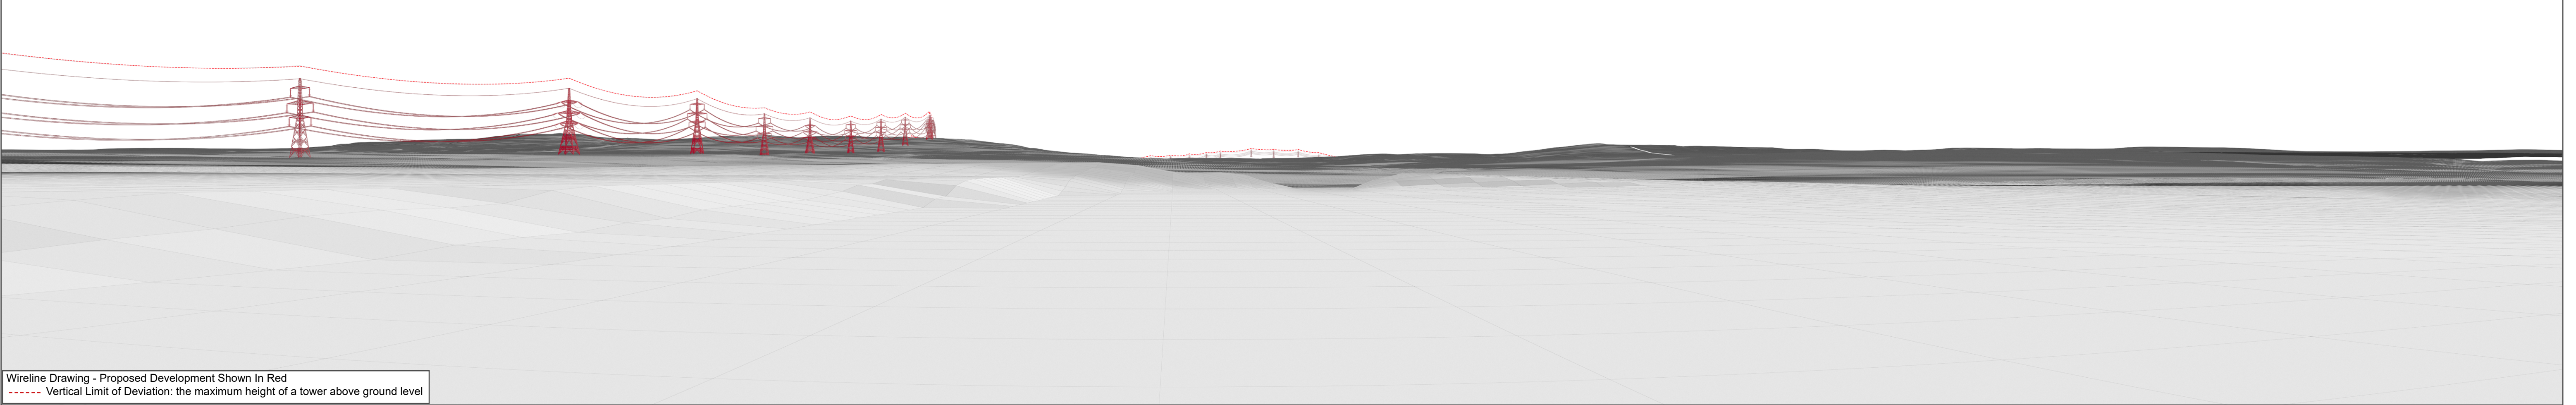 Wireline Drawing - Proposed Development Shown In Red
Vertical Limit of Deviation: the maximum height of a tower above ground level